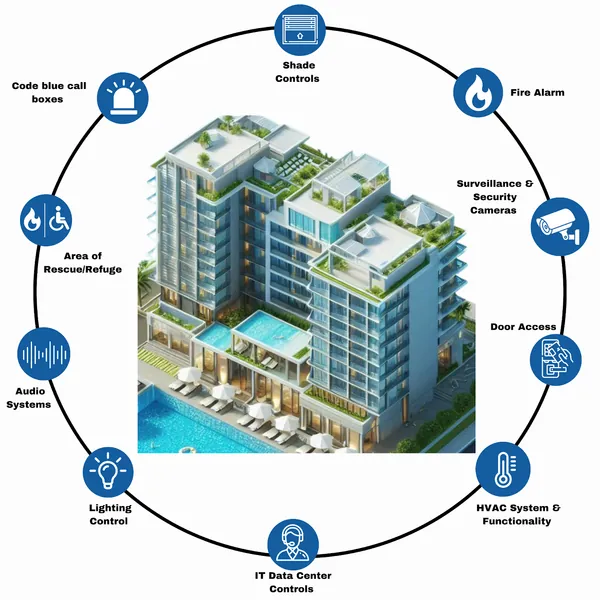 Shade
Controls
Fire Alarm
Surveillance &
Security
Cameras
Door Access
HVAC System &
Functionality
IT Data Center
Controls
Lighting
Control
Audio
Systems
Area of
Rescue/Refuge
Code blue call
boxes